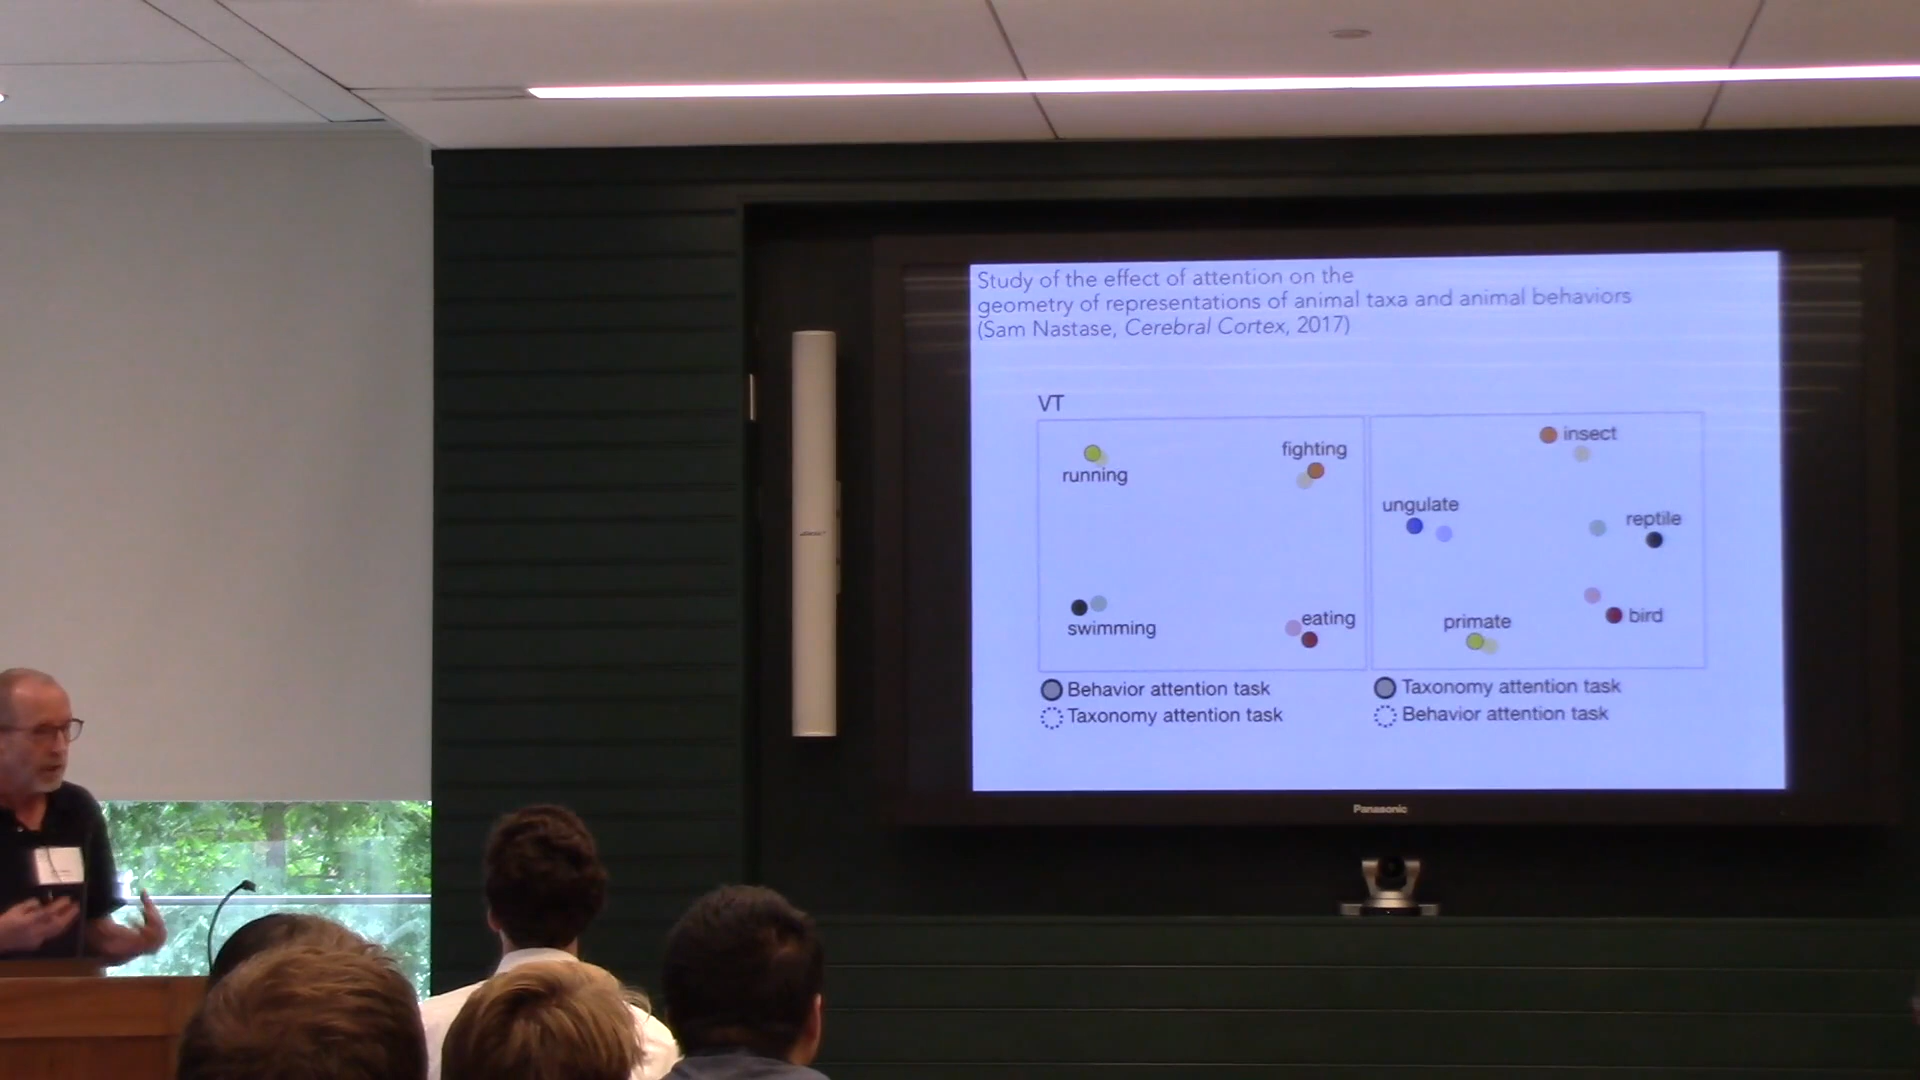 Study of the effect of attention on the
geometry of representations of animal taxa and animal behaviors
(Sam Nastase, Cerebral Cortex, 2017)
VT
running
fighting
swimming
eating
Behavior attention task
Taxonomy attention task
insect
ungulate
reptile
primate
bird
Taxonomy attention task
Behavior attention task
Panasonic